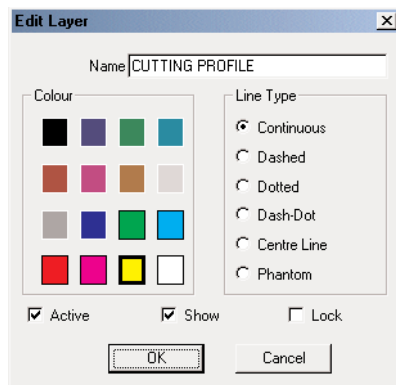 Edit Layer
Name CUTTING PROFILE
Colour
Line Type
Continuous
Dashed
Dotted
Dash-Dot
Centre Line
Phantom
Active Show Lock
OK Cancel